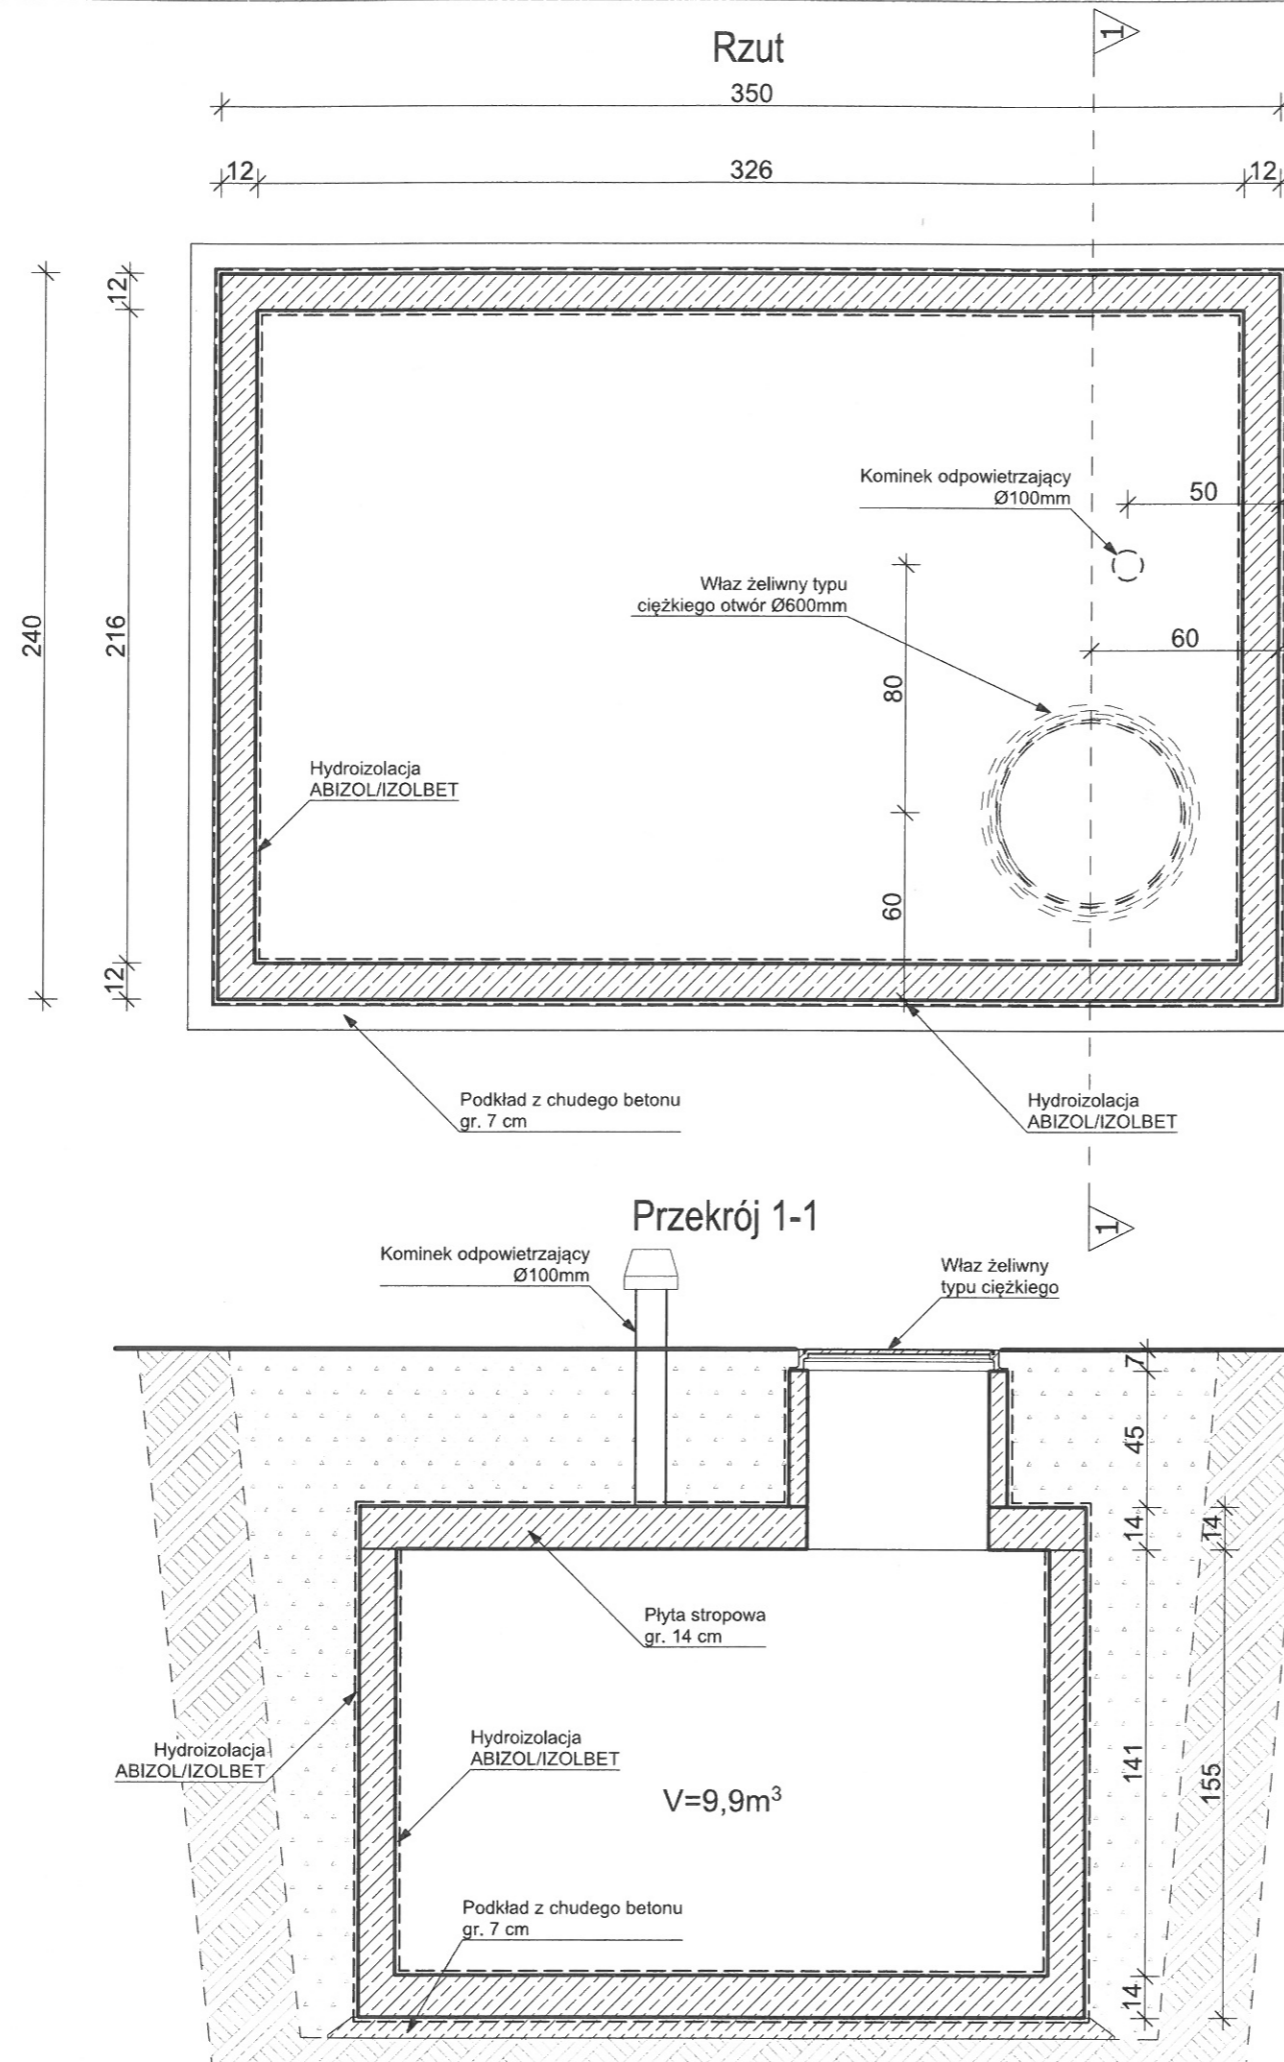 1
Rzut
350
12
326
12
12
Kominek odpowietrzający
Ø100mm
50
Właz żeliwny typu
ciężkiego otwór Ø600mm
240
216
60
80
Hydroizolacja
ABIZOL/IZOLBET
60
12
Podkład z chudego betonu
gr. 7 cm
Hydroizolacja
ABIZOL/IZOLBET
1
Przekrój 1-1
Kominek odpowietrzający
Ø100mm
Właz żeliwny
typu ciężkiego
7
45
14
14
Płyta stropowa
gr. 14 cm
Hydroizolacja
ABIZOL/IZOLBET
Hydroizolacja
ABIZOL/IZOLBET
141
155
V=9,9m³
Podkład z chudego betonu
gr. 7 cm
14